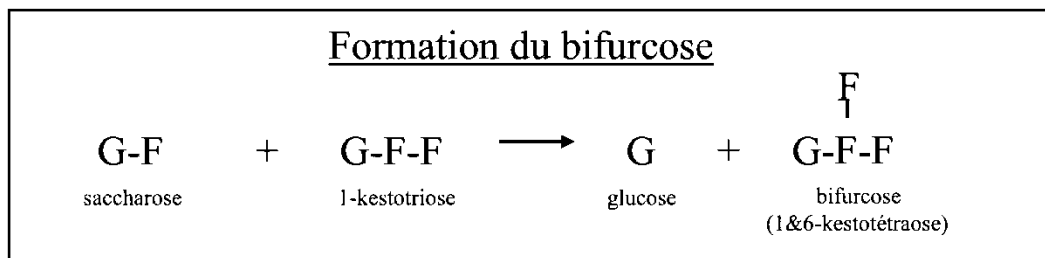 Formation du bifurcose
F
G-F + G-F-F G + G-F-F
saccharose 1-kestotriose glucose bifurcose
(1&6-kestotétraose)